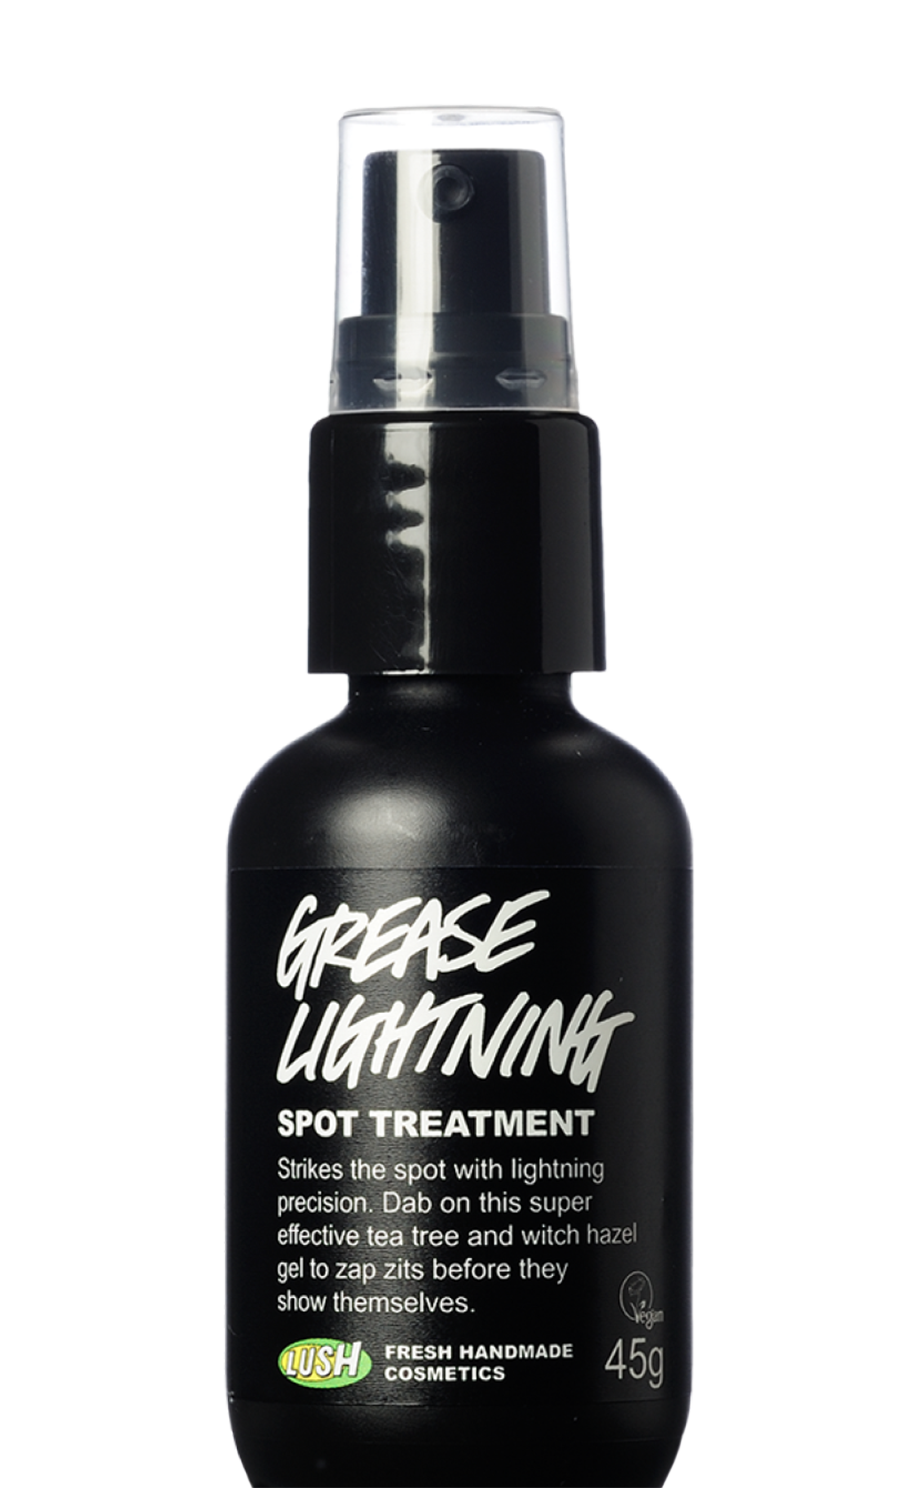 GREASE
LIGHTNING
SPOT TREATMENT
Strikes the spot with lightning
precision. Dab on this super
effective tea tree and witch hazel
gel to zap zits before they
show themselves.
Vegan
LUSH FRESH HANDMADE
COSMETICS
45g